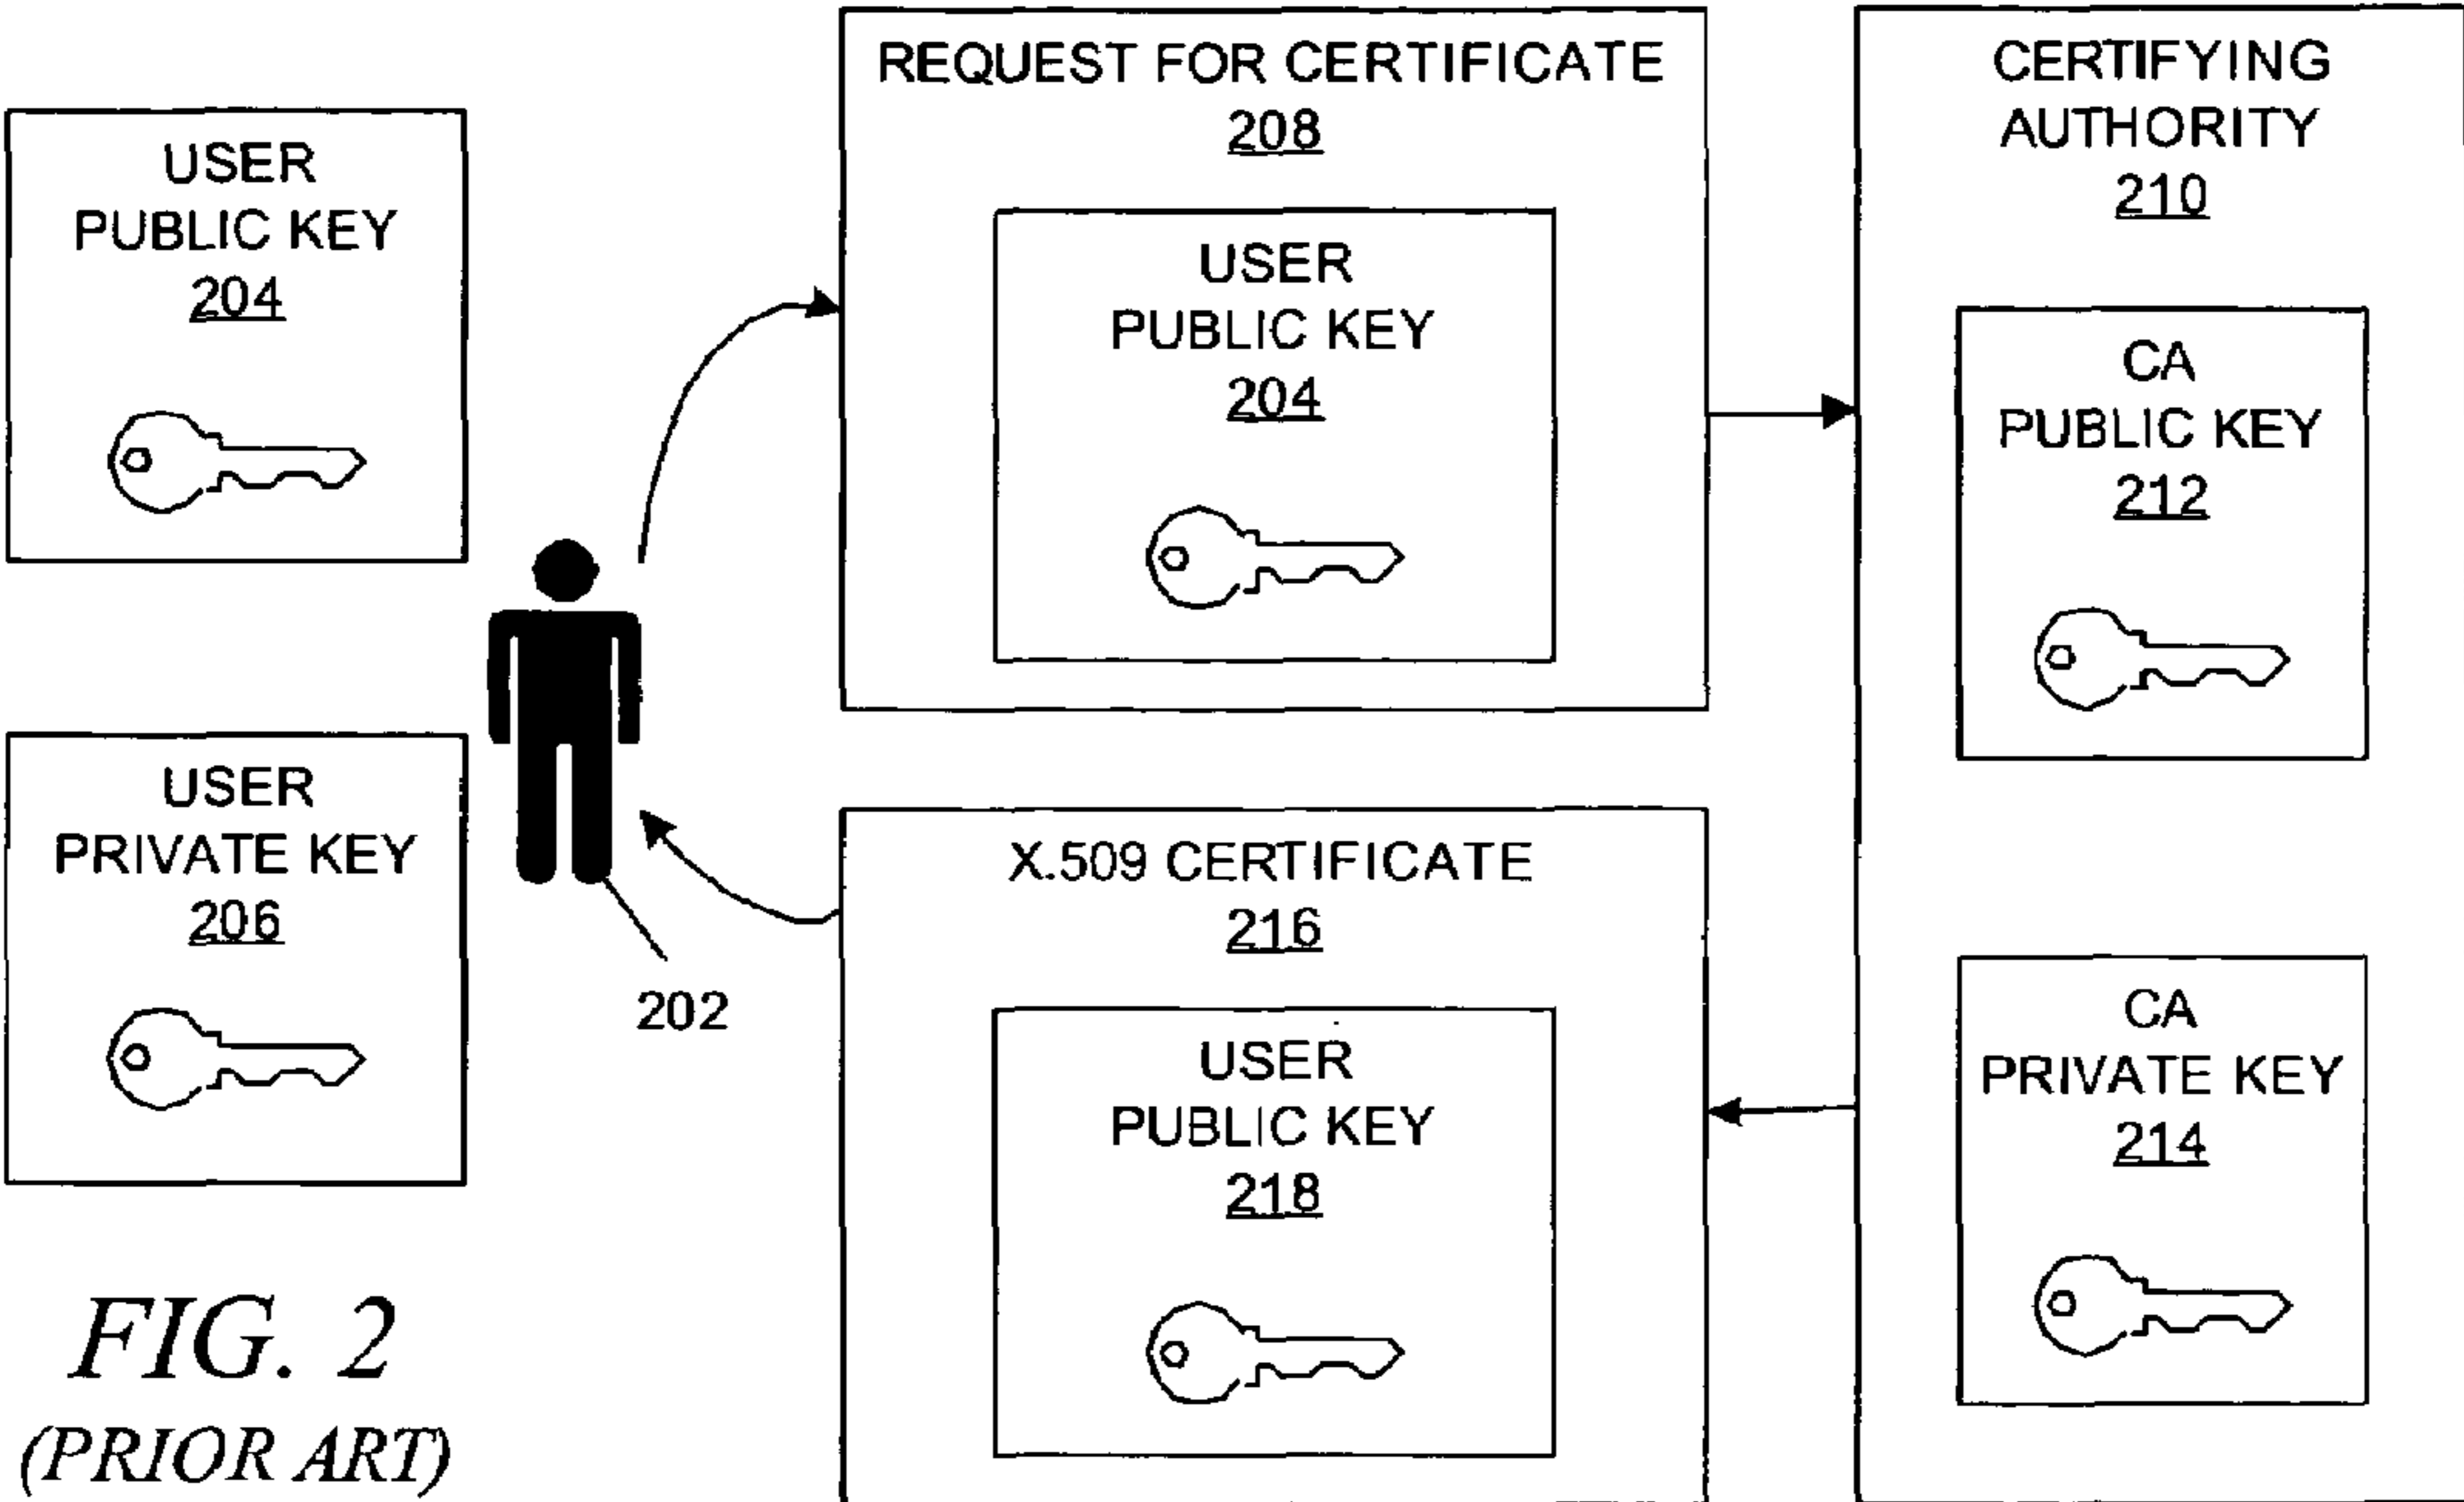 USER
PUBLIC KEY
204
USER
PRIVATE KEY
206
202
REQUEST FOR CERTIFICATE
208
USER
PUBLIC KEY
204
X.509 CERTIFICATE
216
USER
PUBLIC KEY
218
CERTIFYING
AUTHORITY
210
CA
PUBLIC KEY
212
CA
PRIVATE KEY
214
FIG. 2
(PRIOR ART)